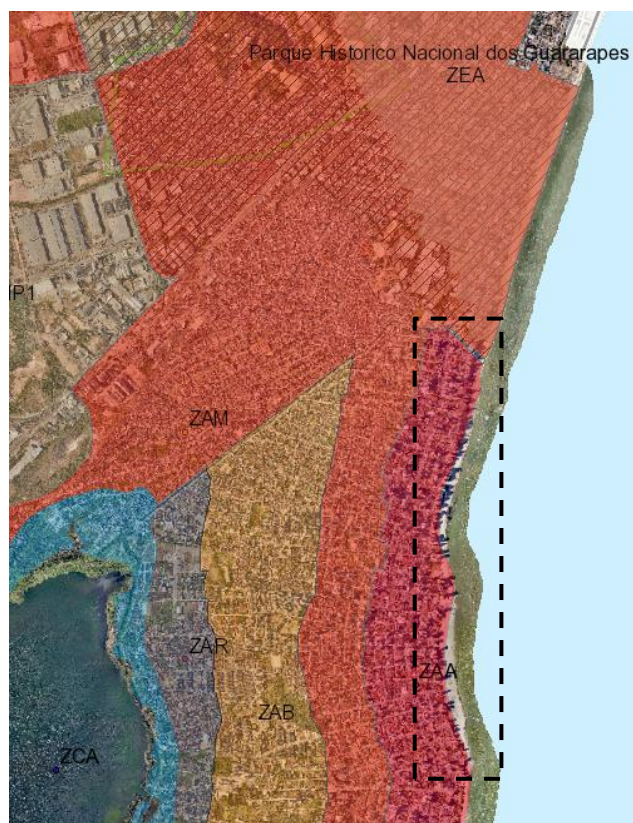 Parque Historico Nacional dos Guararapes
ZEA
IP1
ZAM
ZAR
ZAA
ZAB
ZCA